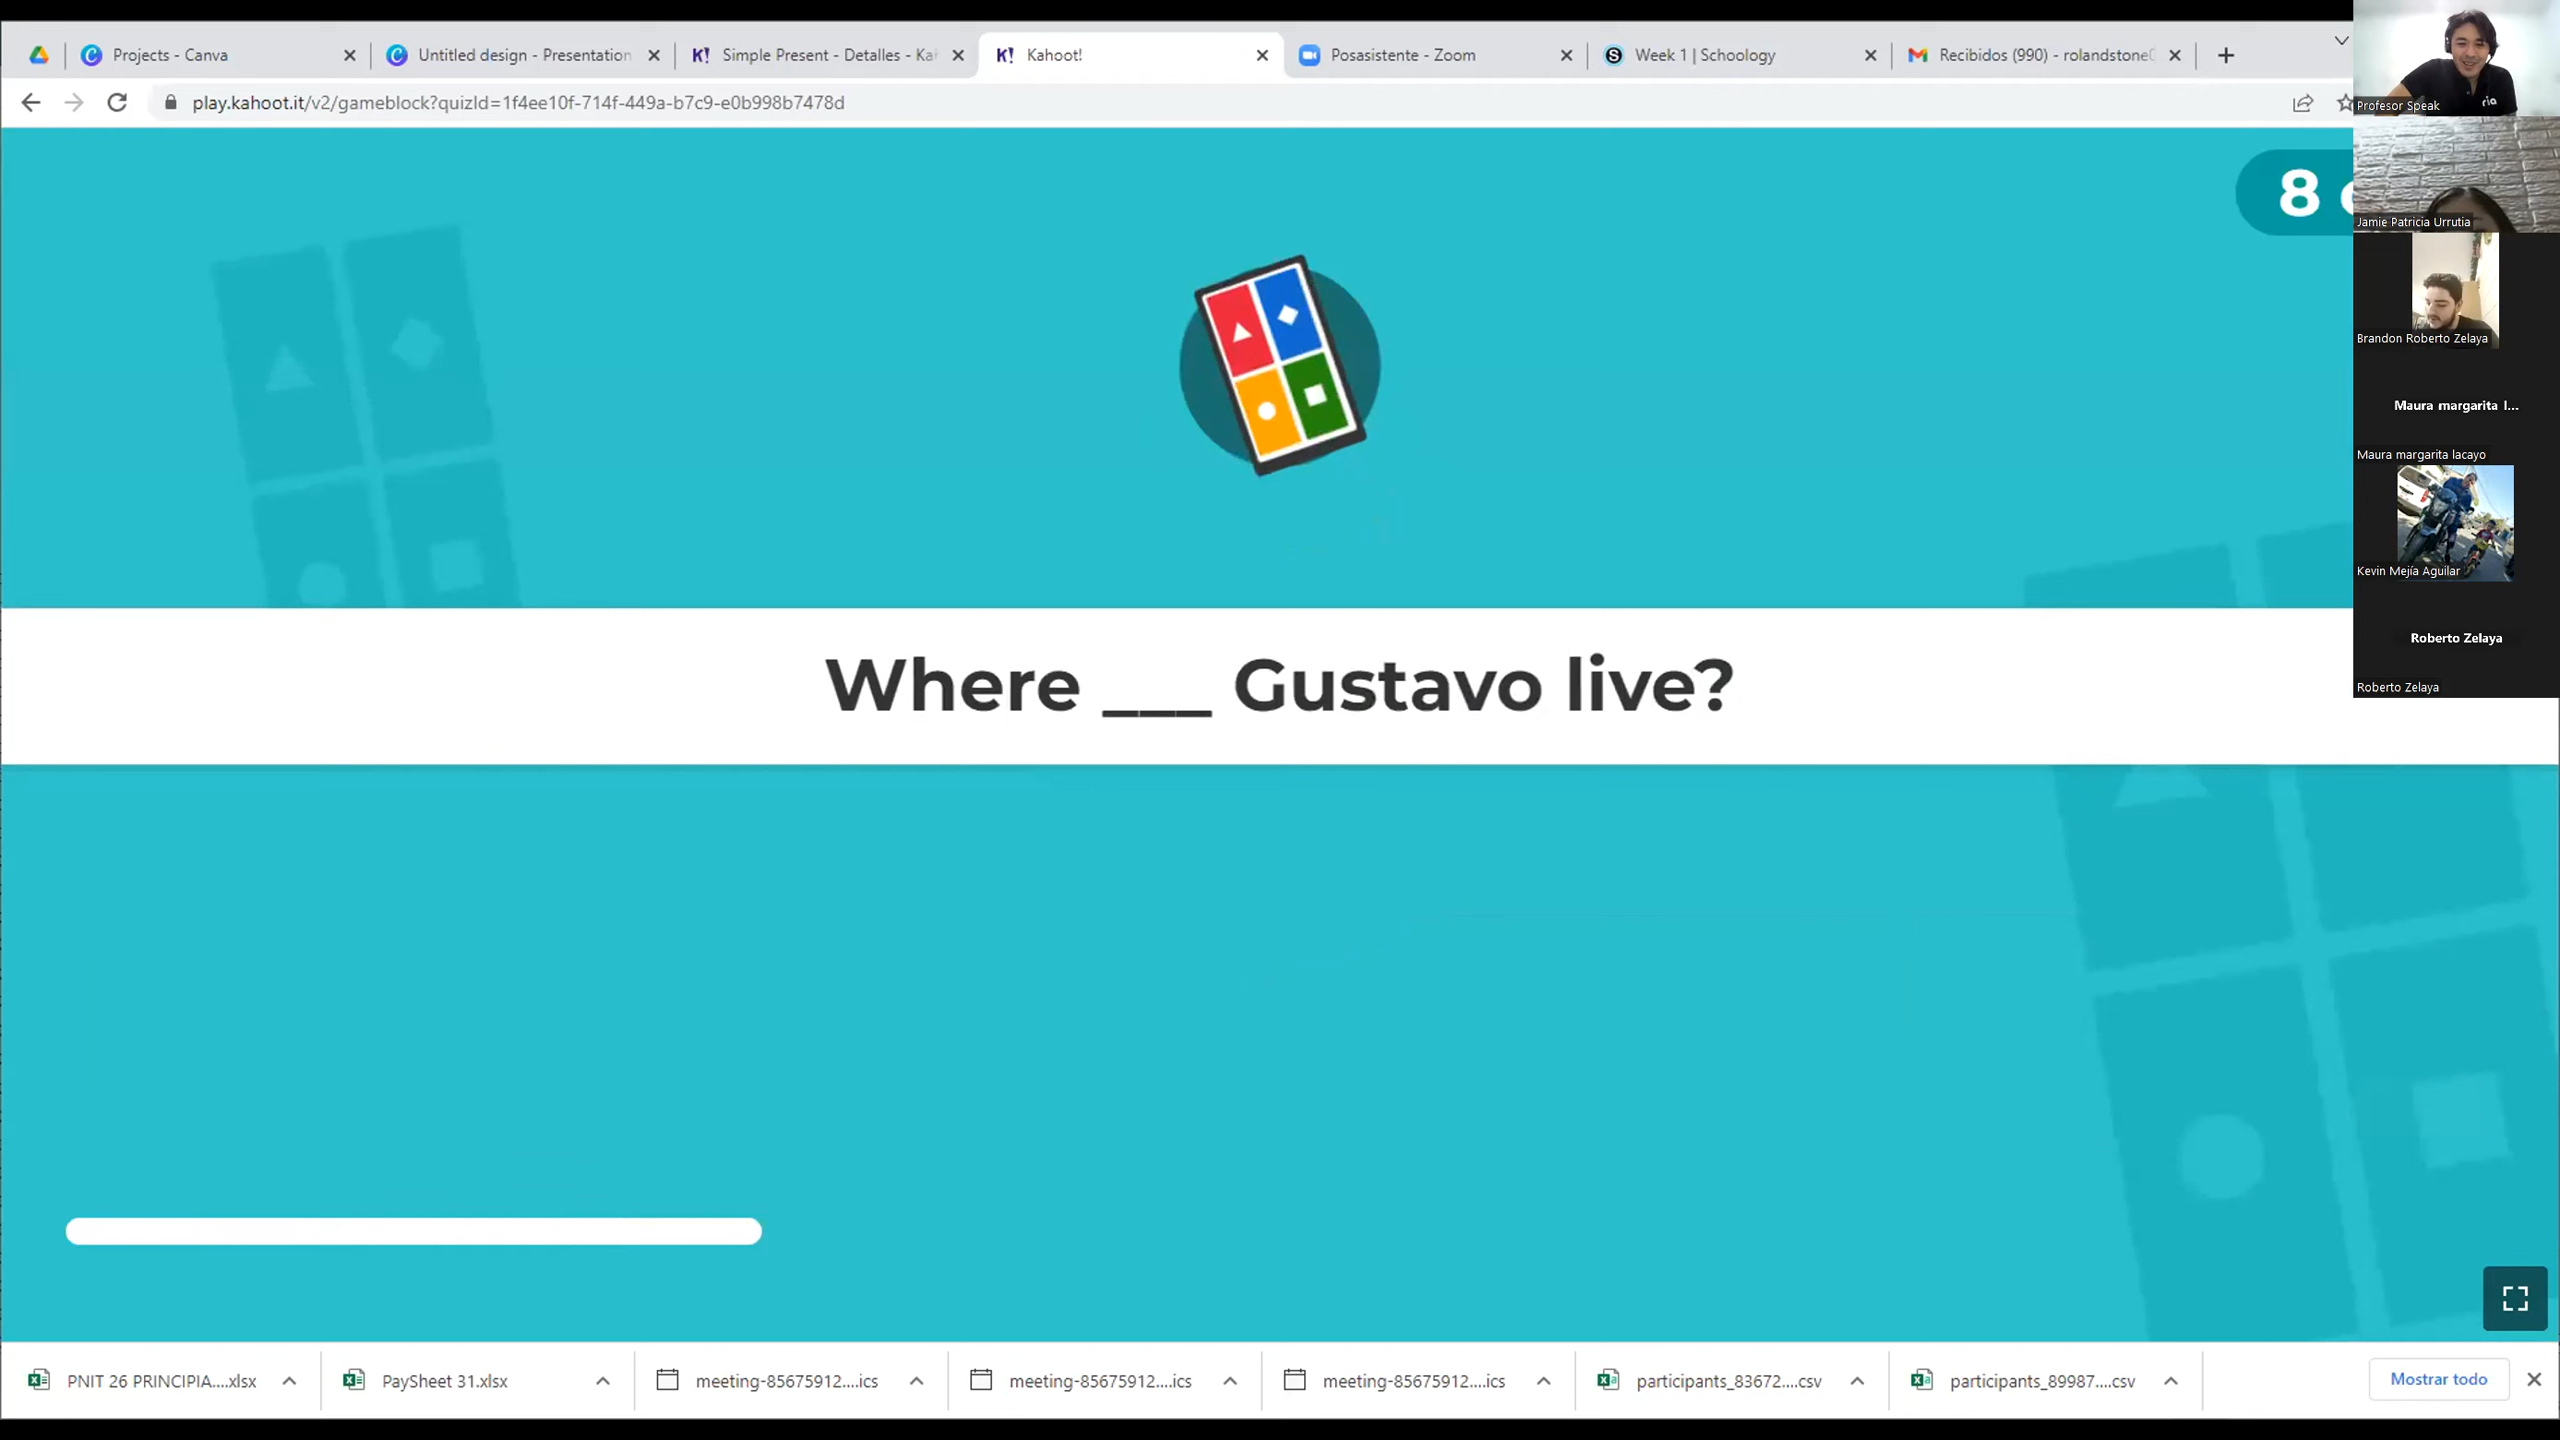 Projects - Canva
Untitled design - Presentation
K! Simple Present - Detalles - Kah
K! Kahoot!
Posasistente - Zoom
S Week 1 | Schoology
Recibidos (990) - rolandstone0
play.kahoot.it/v2/gameblock?quizId=1f4ee10f-714f-449a-b7c9-e0b998b7478d
8
ria
Profesor Speak
Jamie Patricia Urrutia
Brandon Roberto Zelaya
Maura margarita l...
Maura margarita lacayo
Kevin Mejía Aguilar
Roberto Zelaya
Roberto Zelaya
Where ___ Gustavo live?
PNIT 26 PRINCIPIA....xlsx
PaySheet 31.xlsx
meeting-85675912....ics
meeting-85675912....ics
meeting-85675912....ics
participants_83672....csv
participants_89987....csv
Mostrar todo